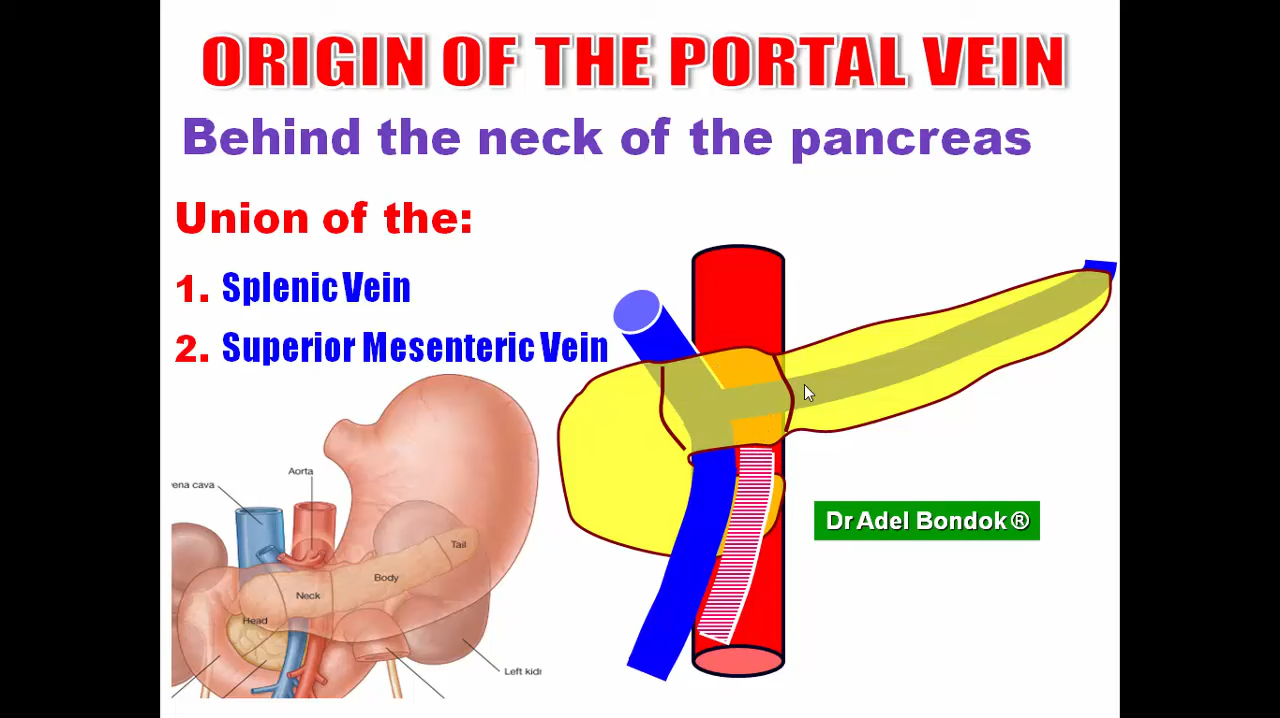 ORIGIN OF THE PORTAL VEIN
Behind the neck of the pancreas
Union of the:
1. Splenic Vein
2. Superior Mesenteric Vein
Aorta
ena cava
Tail
Body
Neck
Head
Left kid
Dr Adel Bondok ®